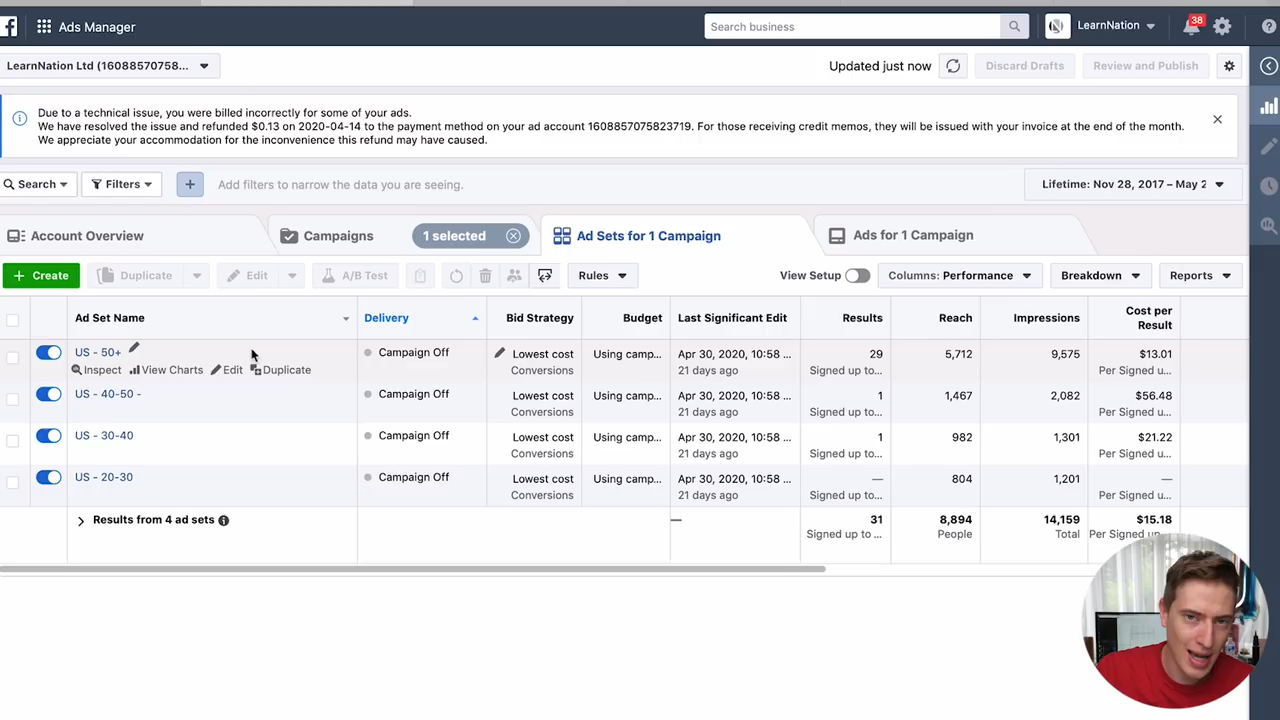 f Ads Manager
Search business
LearnNation
38
LearnNation Ltd (16088570758...
Updated just now
Discard Drafts
Review and Publish
Due to a technical issue, you were billed incorrectly for some of your ads.
We have resolved the issue and refunded $0.13 on 2020-04-14 to the payment method on your ad account 1608857075823719. For those receiving credit memos, they will be issued with your invoice at the end of the month.
We appreciate your accommodation for the inconvenience this refund may have caused.
Search
Filters
Add filters to narrow the data you are seeing.
Lifetime: Nov 28, 2017 – May 2
Account Overview
Campaigns
1 selected
Ad Sets for 1 Campaign
Ads for 1 Campaign
+ Create
Duplicate
Edit
A/B Test
Rules
View Setup
Columns: Performance
Breakdown
Reports
Ad Set Name
Delivery
Bid Strategy
Budget
Last Significant Edit
Results
Reach
Impressions
Cost per
Result
US - 50+
Campaign Off
Lowest cost
Using camp...
Apr 30, 2020, 10:58 ...
29
5,712
9,575
$13.01
Inspect View Charts Edit Duplicate
Conversions
21 days ago
Signed up to...
Per Signed u...
US - 40-50 -
Campaign Off
Lowest cost
Using camp...
Apr 30, 2020, 10:58 ...
1
1,467
2,082
$56.48
Conversions
21 days ago
Signed up to...
Per Signed u...
US - 30-40
Campaign Off
Lowest cost
Using camp...
Apr 30, 2020, 10:58 ...
1
982
1,301
$21.22
Conversions
21 days ago
Signed up to...
Per Signed u...
US - 20-30
Campaign Off
Lowest cost
Using camp...
Apr 30, 2020, 10:58 ...
—
804
1,201
—
Conversions
21 days ago
Signed up to...
Per Signed u...
Results from 4 ad sets
—
31
8,894
14,159
$15.18
Signed up to ...
People
Total
Per Signed up